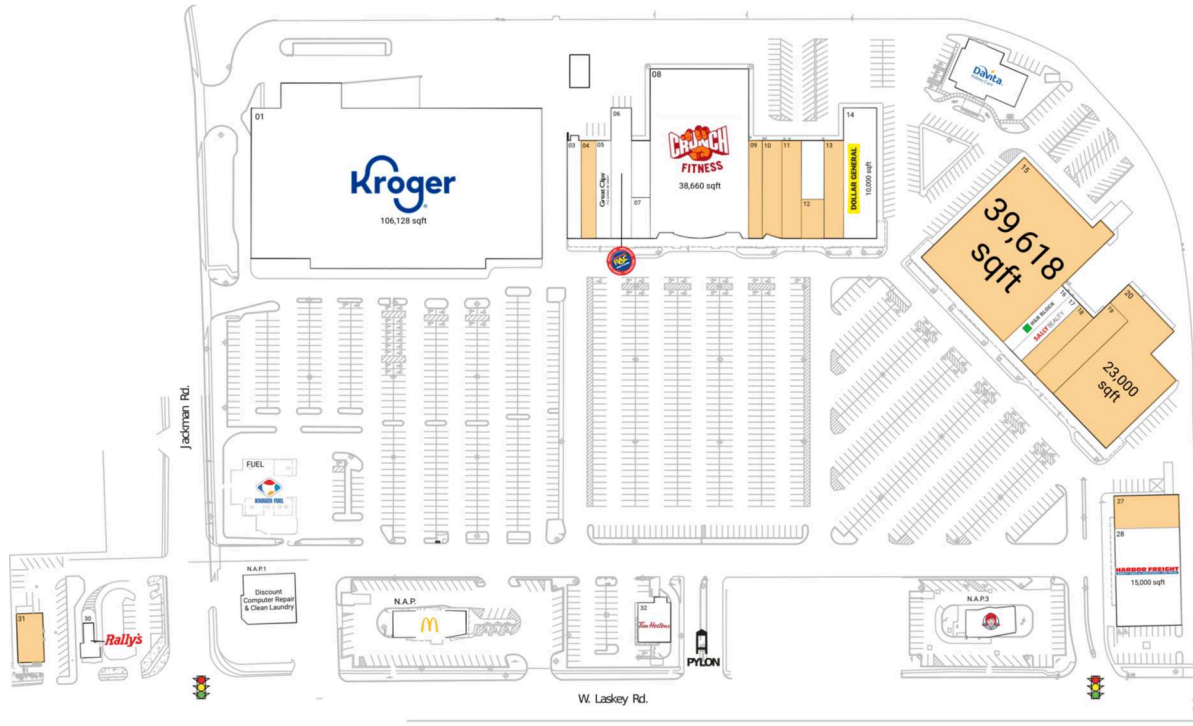 01
Kroger
106,128 sqft
03
04
05
Great Clips
06
07
RAC
08
CRUNCH
FITNESS
38,660 sqft
09
10
11
12
13
14
DOLLAR GENERAL
10,000 sqft
DaVita
15
39,618
sqft
16
H&R BLOCK
17
SALLY BEAUTY
18
19
20
23,000
sqft
Jackman Rd.
FUEL
KROGER FUEL
27
28
HARBOR FREIGHT
15,000 sqft
N.A.P.1
Discount
Computer Repair
& Clean Laundry
N.A.P.
32
Tim Hortons
PYLON
N.A.P.3
31
30
Rally's
W. Laskey Rd.